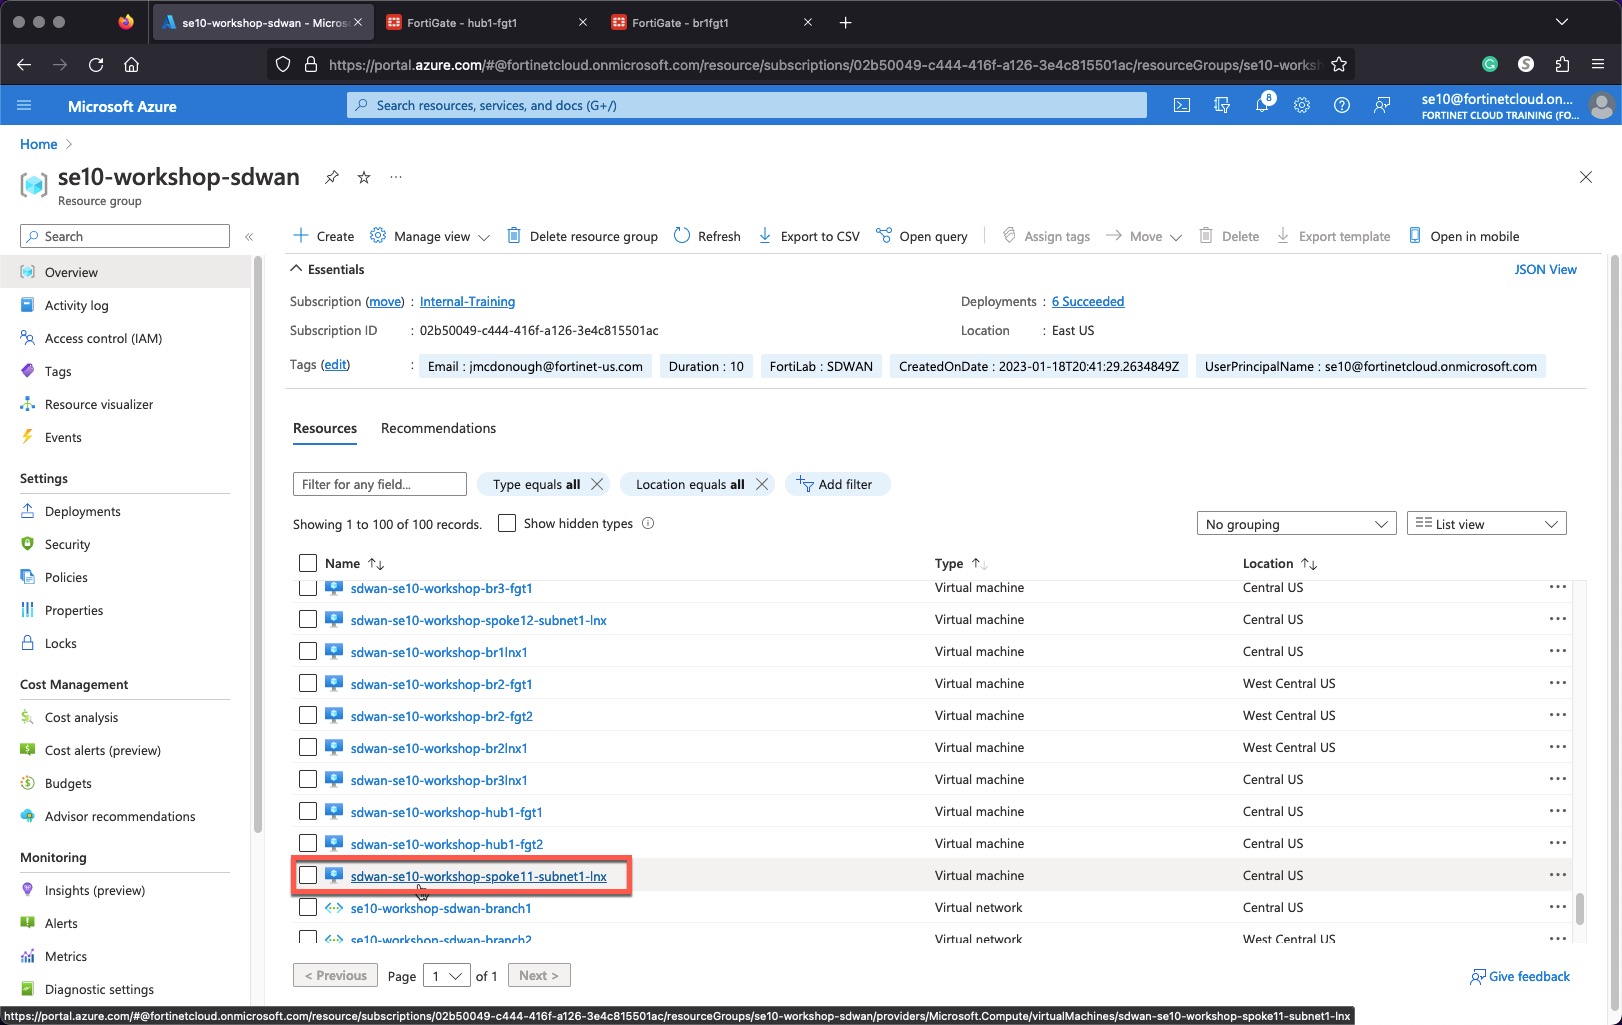 se10-workshop-sdwan - Micros
FortiGate - hub1-fgt1
FortiGate - br1fgt1
https://portal.azure.com/#@fortinetcloud.onmicrosoft.com/resource/subscriptions/02b50049-c444-416f-a126-3e4c815501ac/resourceGroups/se10-worksh
Microsoft Azure
Search resources, services, and docs (G+/)
8
se10@fortinetcloud.on...
FORTINET CLOUD TRAINING (FO...
Home >
se10-workshop-sdwan
Resource group
Search
«
Create
Manage view
Delete resource group
Refresh
Export to CSV
Open query
Assign tags
Move
Delete
Export template
Open in mobile
Overview
Activity log
Access control (IAM)
Tags
Resource visualizer
Events
Settings
Deployments
Security
Policies
Properties
Locks
Cost Management
Cost analysis
Cost alerts (preview)
Budgets
Advisor recommendations
Monitoring
Insights (preview)
Alerts
Metrics
Diagnostic settings
Essentials
JSON View
Subscription (move) : Internal-Training
Deployments : 6 Succeeded
Subscription ID : 02b50049-c444-416f-a126-3e4c815501ac
Location : East US
Tags (edit) : Email : jmcdonough@fortinet-us.com Duration : 10 FortiLab : SDWAN CreatedOnDate : 2023-01-18T20:41:29.2634849Z UserPrincipalName : se10@fortinetcloud.onmicrosoft.com
Resources Recommendations
Filter for any field... Type equals all Location equals all Add filter
Showing 1 to 100 of 100 records. Show hidden types No grouping List view
Name Type Location
sdwan-se10-workshop-br3-fgt1 Virtual machine Central US
sdwan-se10-workshop-spoke12-subnet1-lnx Virtual machine Central US
sdwan-se10-workshop-br1lnx1 Virtual machine Central US
sdwan-se10-workshop-br2-fgt1 Virtual machine West Central US
sdwan-se10-workshop-br2-fgt2 Virtual machine West Central US
sdwan-se10-workshop-br2lnx1 Virtual machine West Central US
sdwan-se10-workshop-br3lnx1 Virtual machine Central US
sdwan-se10-workshop-hub1-fgt1 Virtual machine Central US
sdwan-se10-workshop-hub1-fgt2 Virtual machine Central US
sdwan-se10-workshop-spoke11-subnet1-lnx Virtual machine Central US
se10-workshop-sdwan-branch1 Virtual network Central US
se10-workshop-sdwan-branch2 Virtual network West Central US
< Previous Page 1 of 1 Next >
Give feedback
https://portal.azure.com/#@fortinetcloud.onmicrosoft.com/resource/subscriptions/02b50049-c444-416f-a126-3e4c815501ac/resourceGroups/se10-workshop-sdwan/providers/Microsoft.Compute/virtualMachines/sdwan-se10-workshop-spoke11-subnet1-lnx